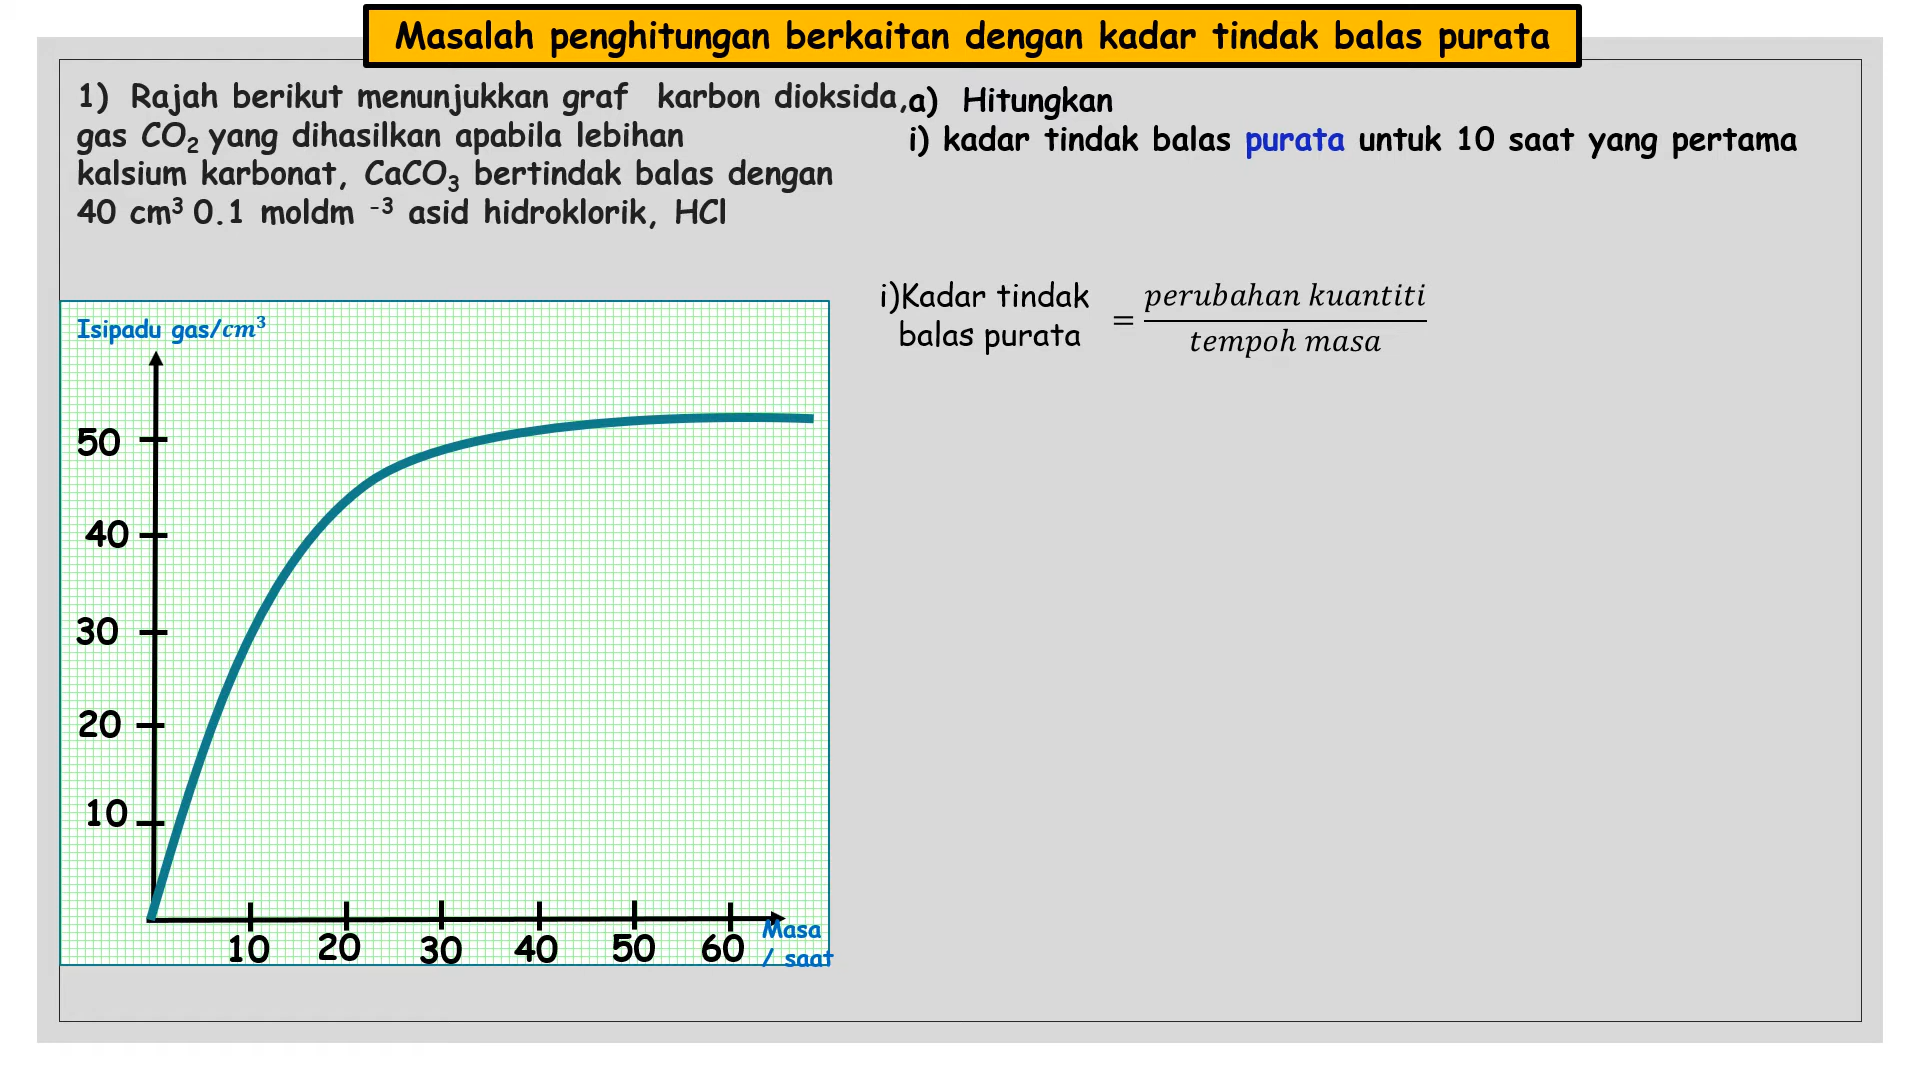 Masalah penghitungan berkaitan dengan kadar tindak balas purata
1) Rajah berikut menunjukkan graf karbon dioksida,
gas CO₂ yang dihasilkan apabila lebihan
kalsium karbonat, CaCO₃ bertindak balas dengan
40 cm³ 0.1 moldm ⁻³ asid hidroklorik, HCl
a) Hitungkan
i) kadar tindak balas purata untuk 10 saat yang pertama
i)Kadar tindak
balas purata
= perubahan kuantiti
tempoh masa
Isipadu gas/cm³
50
40
30
20
10
10 20 30 40 50 60
Masa
/ saat